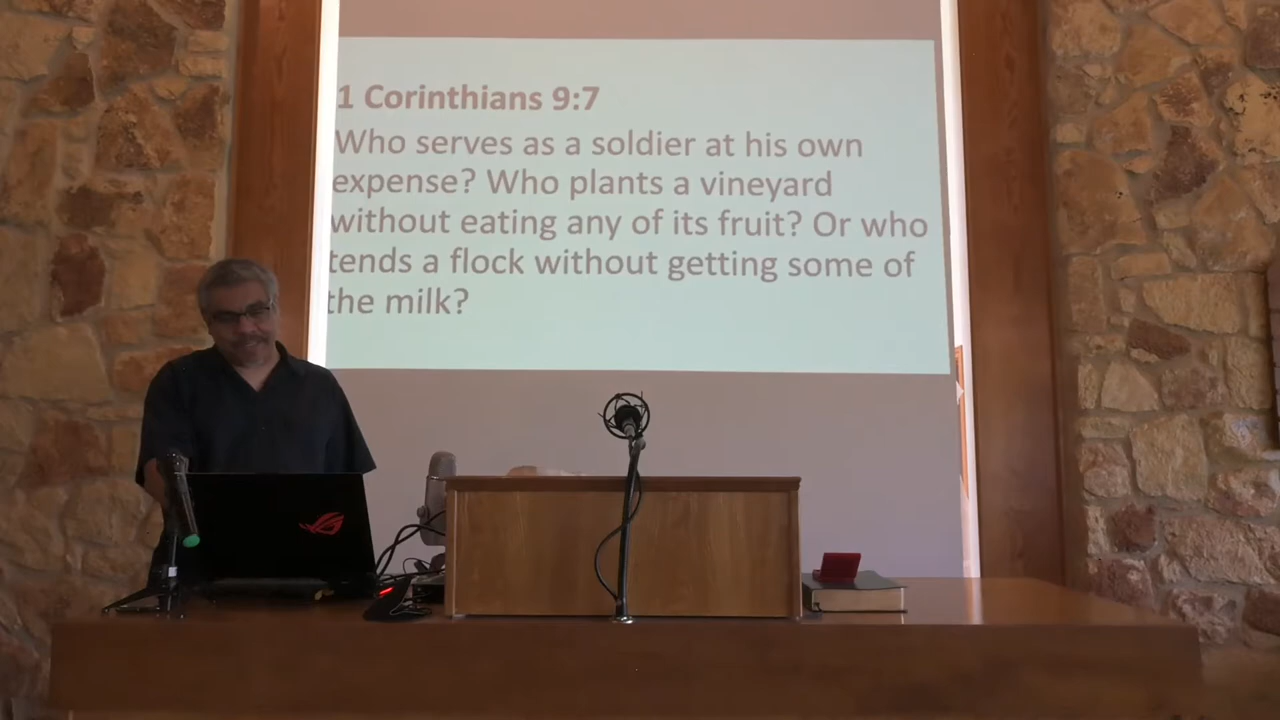 1 Corinthians 9:7
Who serves as a soldier at his own
expense? Who plants a vineyard
without eating any of its fruit? Or who
tends a flock without getting some of
the milk?